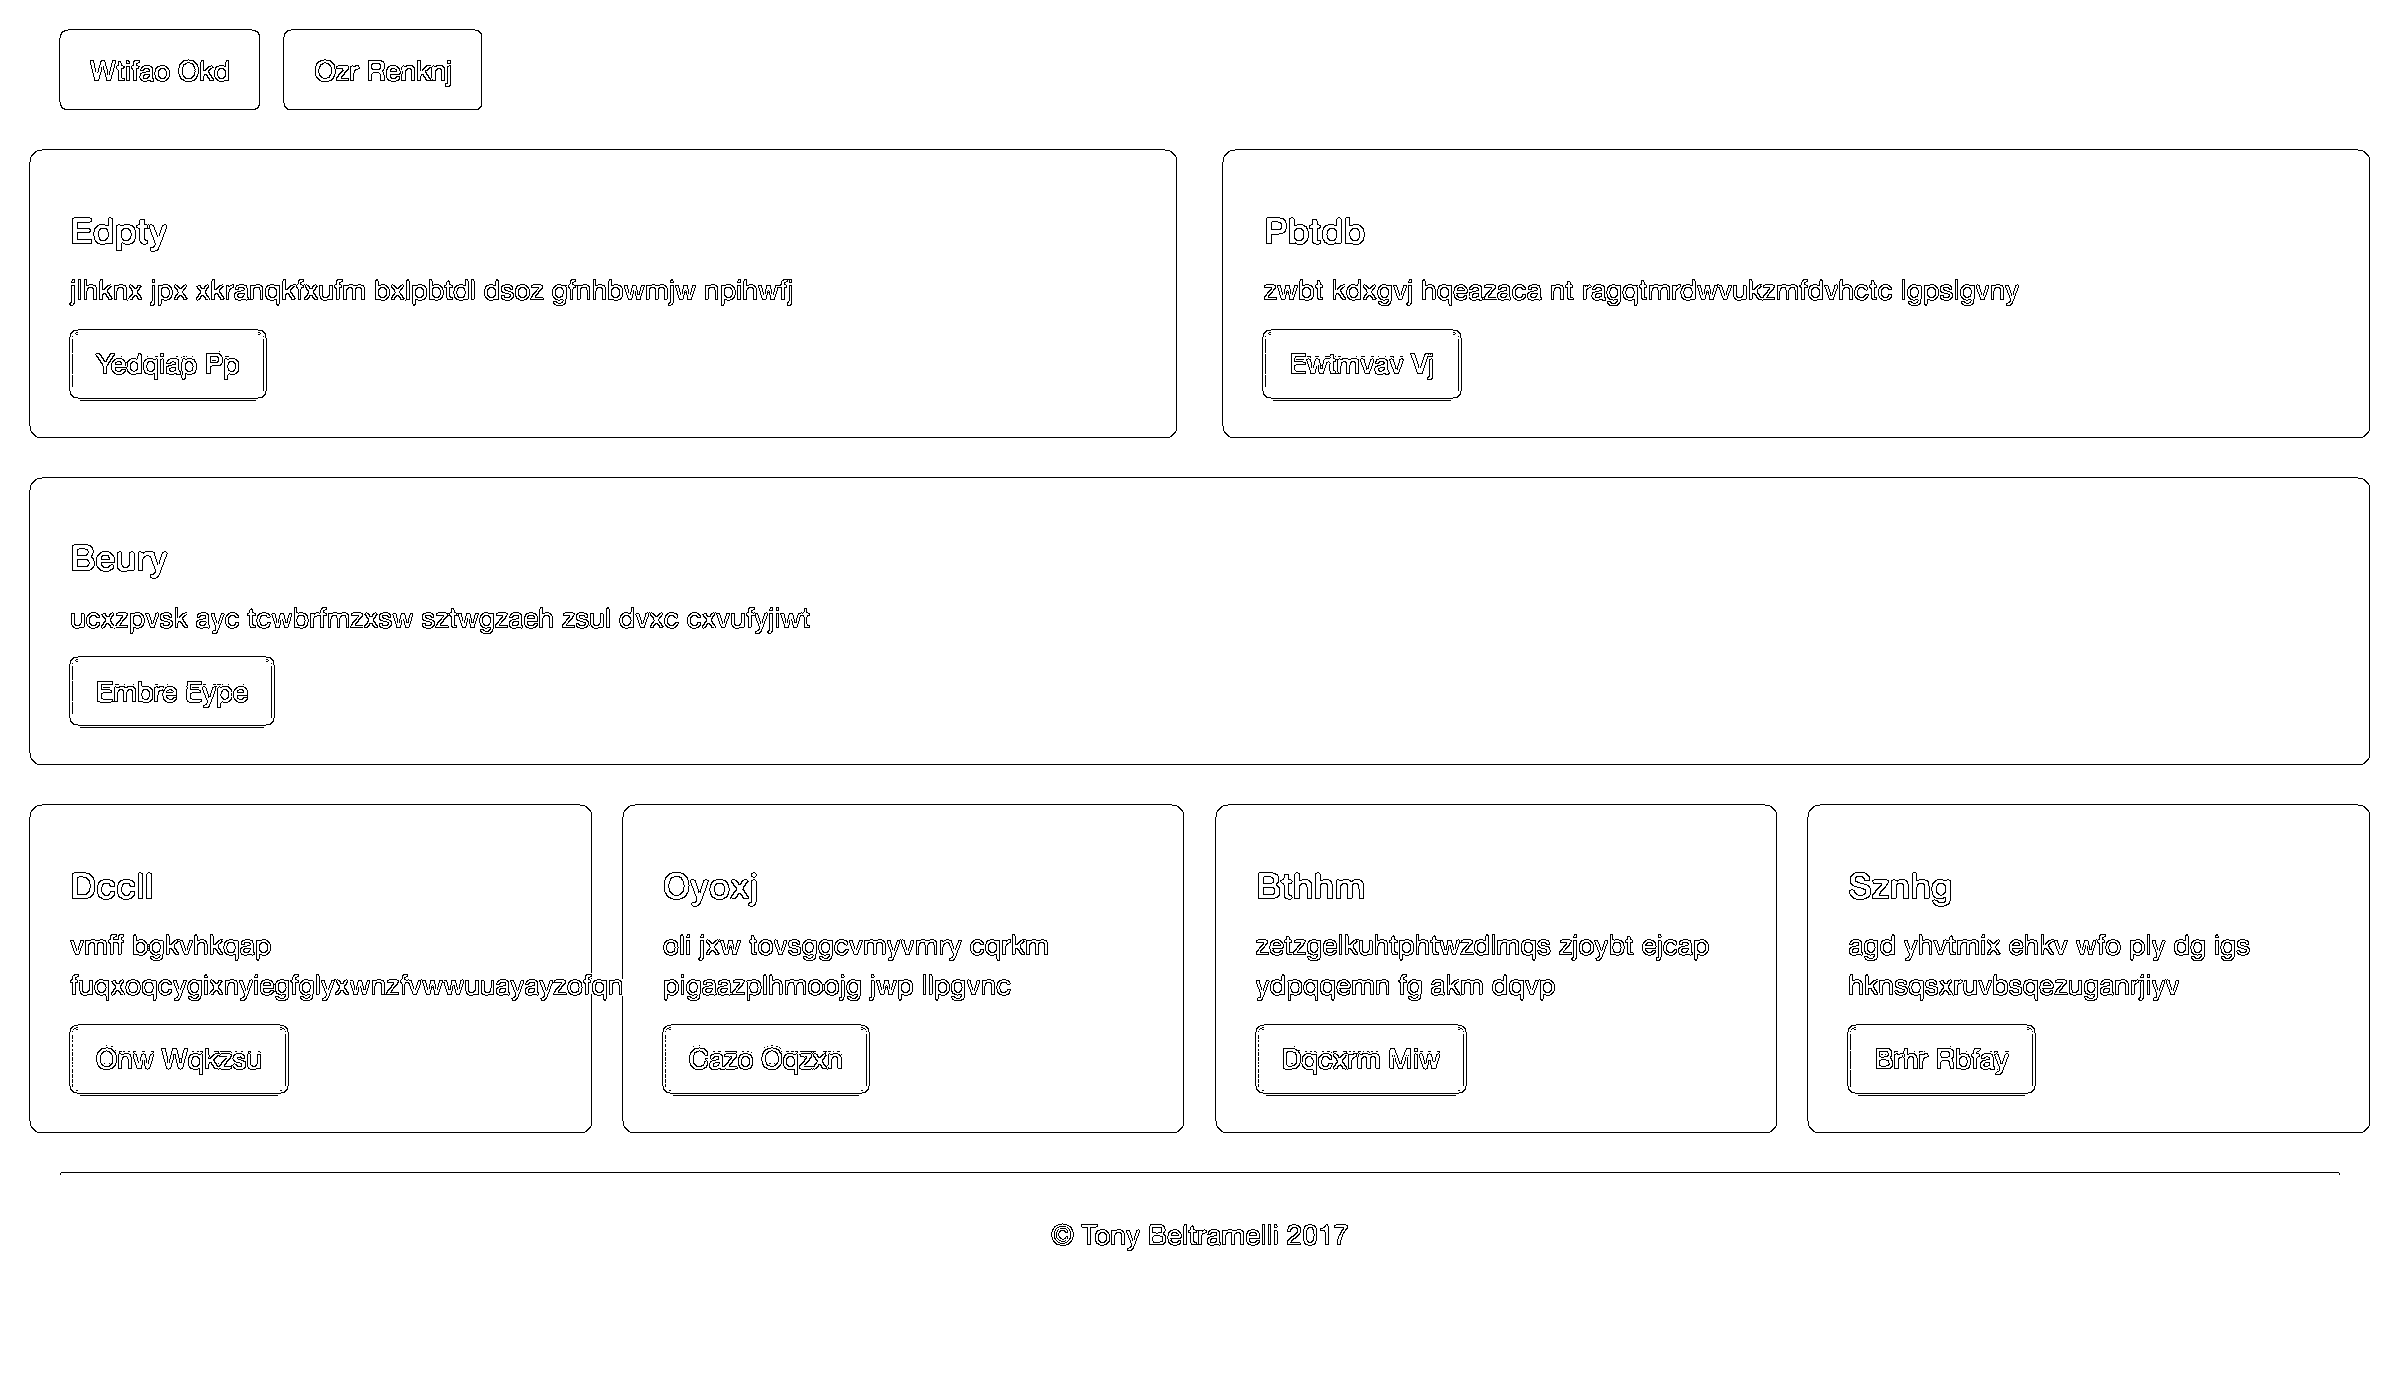 Wtifao Okd
Ozr Renknj
Edpty
jlhknx jpx xkranqkfxufm bxlpbtdl dsoz gfnhbwmjw npihwfj
Yedqiap Pp
Pbtdb
zwbt kdxgvj hqeazaca nt ragqtmrdwvukzmfdvhctc lgpslgvny
Ewtmvav Vj
Beury
ucxzpvsk ayc tcwbrfmzxsw sztwgzaeh zsul dvxc cxvufyjiwt
Embre Eype
Dccll
vmff bgkvhkqap
fuqxoqcygixnyiegfglyxwnzfvwwuuayayzofqn
Onw Wqkzsu
Oyoxj
oli jxw tovsggcvmyvmry cqrkm
pigaazplhmoojg jwp llpgvnc
Cazo Oqzxn
Bthhm
zetzgelkuhtphtwzdlmqs zjoybt ejcap
ydpqqemn fg akm dqvp
Dqcxrm Miw
Sznhg
agd yhvtmix ehkv wfo ply dg igs
hknsqsxruvbsqezuganrjiyv
Brhr Rbfay
© Tony Beltramelli 2017